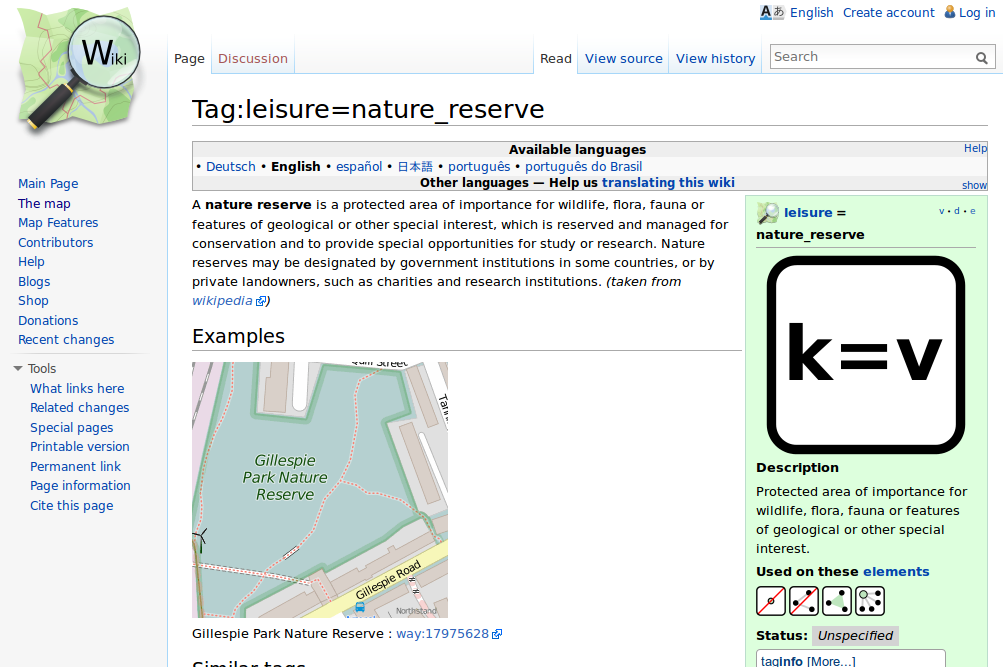 English Create account Log in
Wiki
Page Discussion Read View source View history Search
Tag:leisure=nature_reserve
Available languages Help
• Deutsch • English • español • 日本語 • português • português do Brasil
Other languages — Help us translating this wiki show
Main Page
The map
Map Features
Contributors
Help
Blogs
Shop
Donations
Recent changes
Tools
What links here
Related changes
Special pages
Printable version
Permanent link
Page information
Cite this page
A nature reserve is a protected area of importance for wildlife, flora, fauna or
features of geological or other special interest, which is reserved and managed for
conservation and to provide special opportunities for study or research. Nature
reserves may be designated by government institutions in some countries, or by
private landowners, such as charities and research institutions. (taken from
wikipedia)
Examples
Gillespie
Park Nature
Reserve
Gillespie Road
Northstand
Gillespie Park Nature Reserve : way:17975628
Similar tags
leisure = v · d · e
nature_reserve
k=v
Description
Protected area of importance for
wildlife, flora, fauna or features
of geological or other special
interest.
Used on these elements
Status: Unspecified
taginfo [More...]